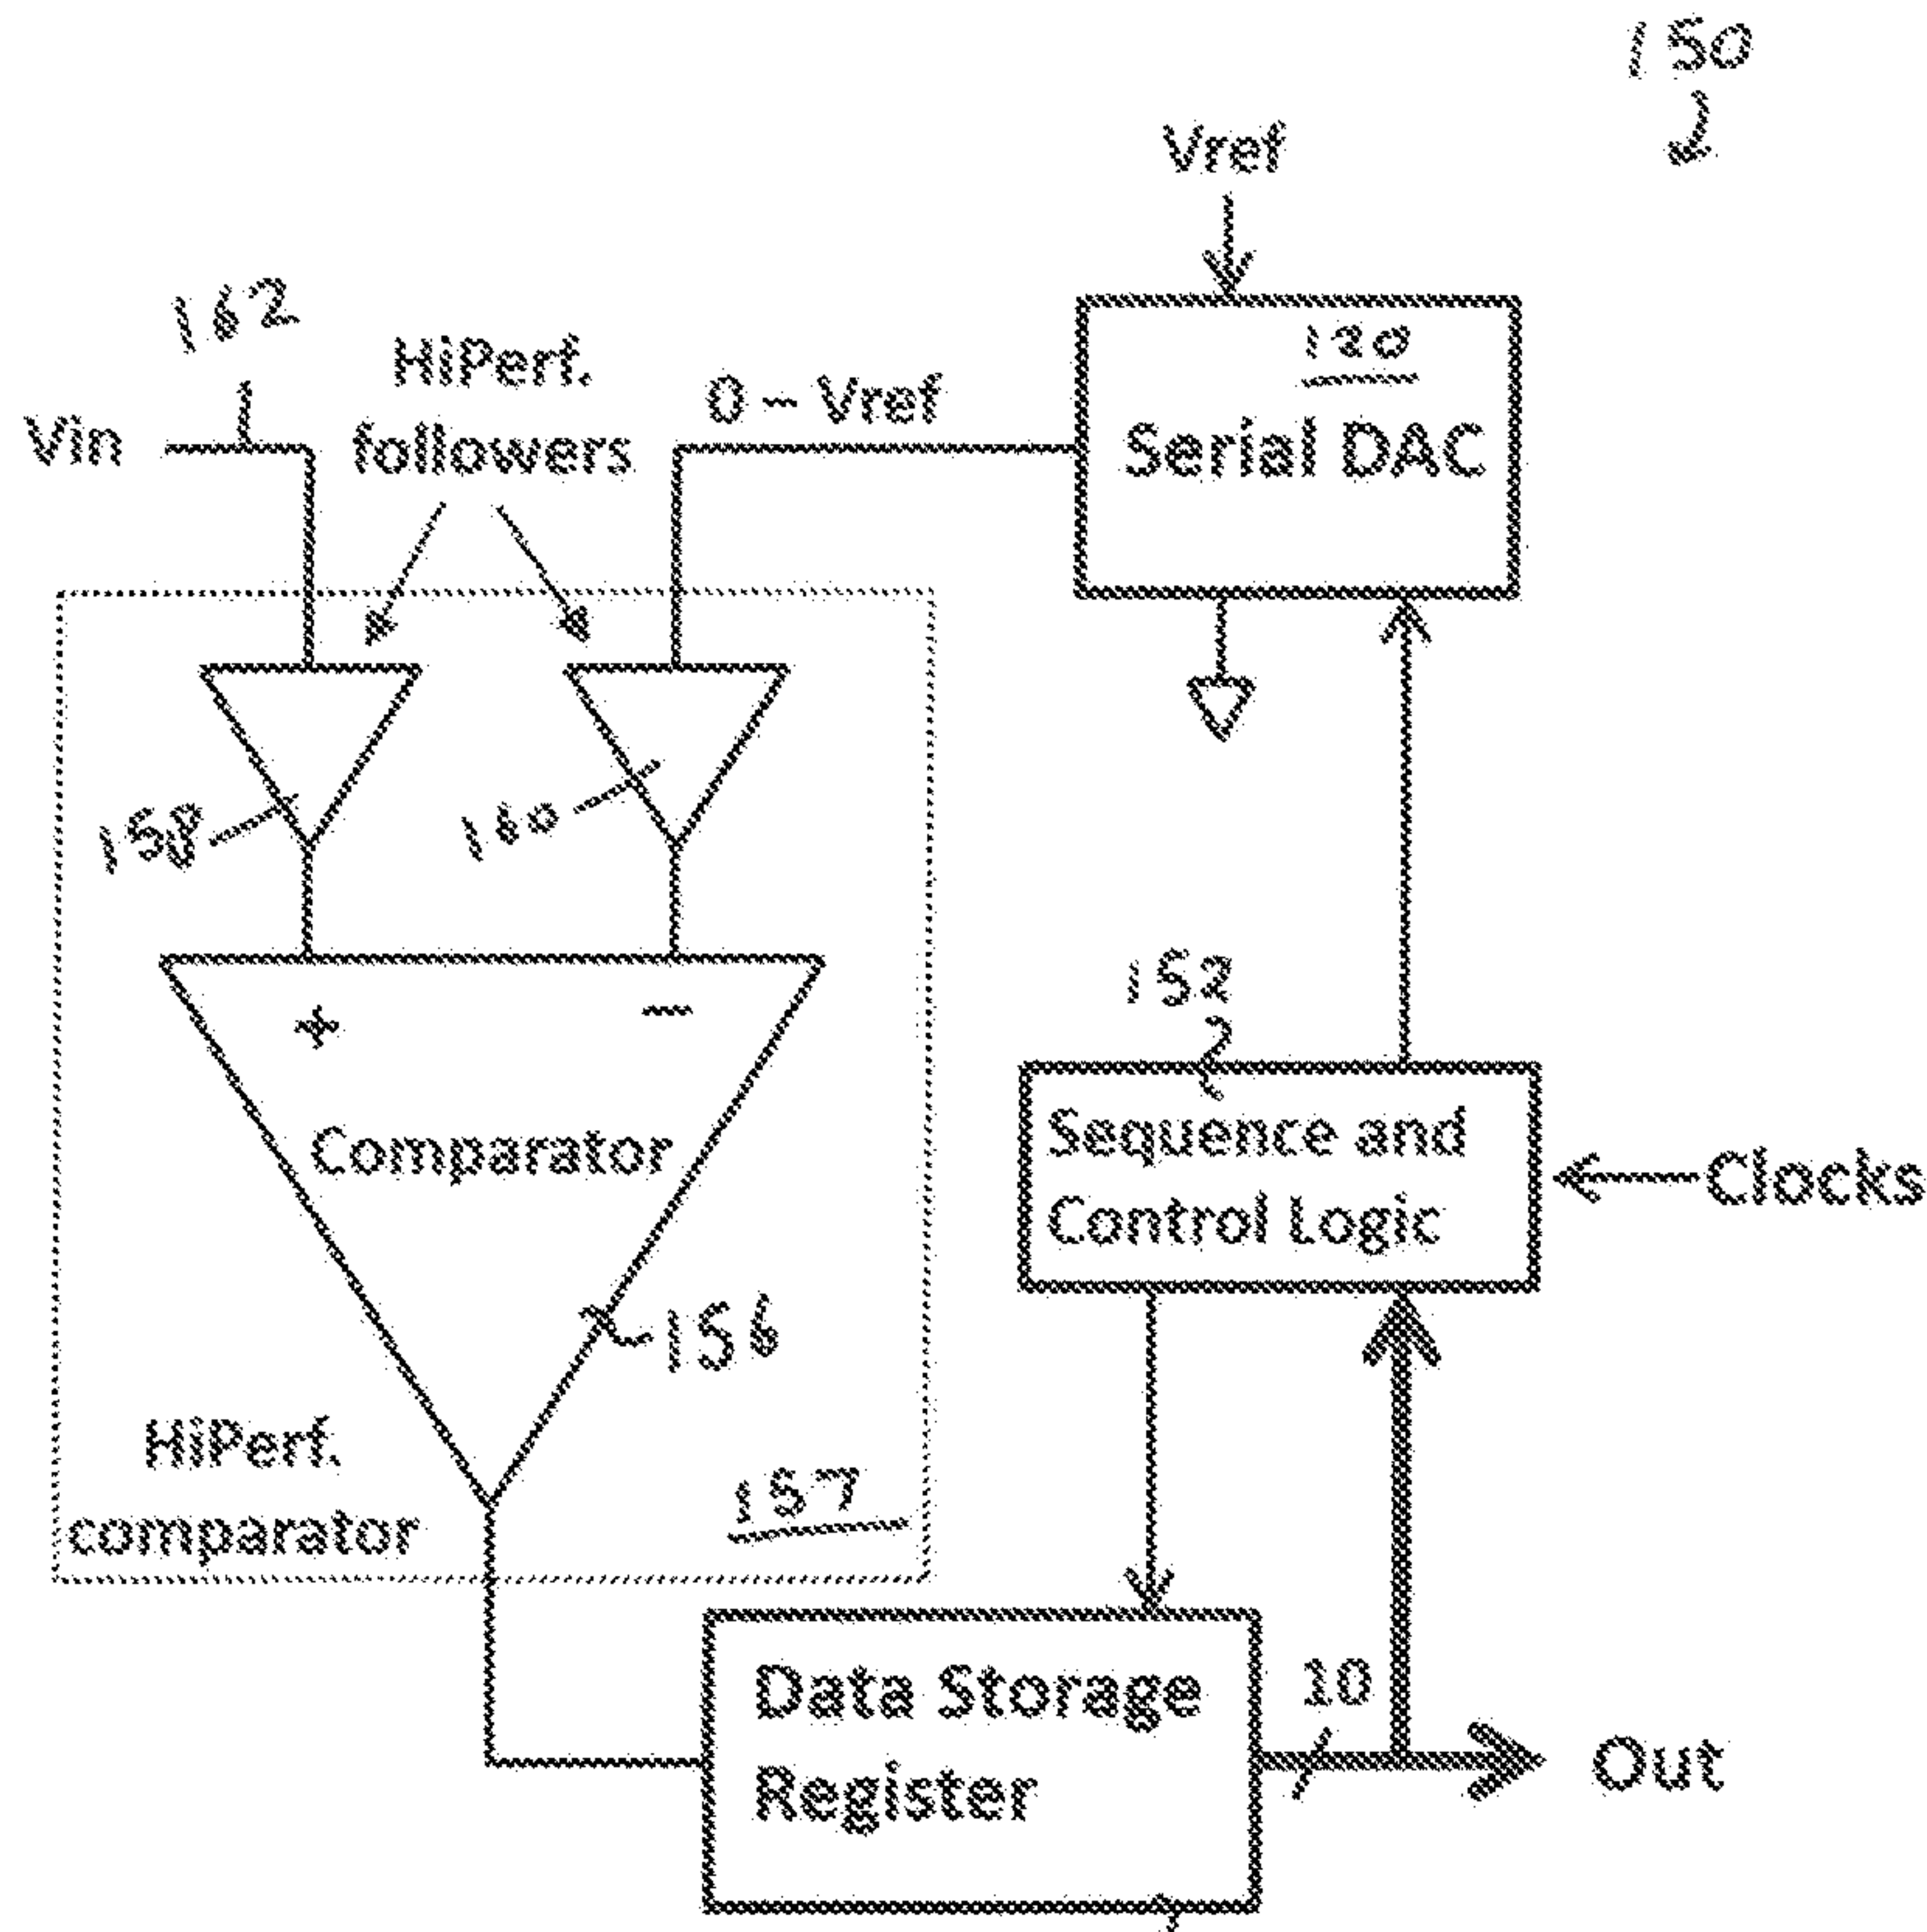 150
Vref
162
HiPerf.
followers
Vin
0 – Vref
120
Serial DAC
158
160
152
+
–
Comparator
Sequence and
Control Logic
Clocks
156
HiPerf.
comparator
157
Data Storage
Register
10
Out